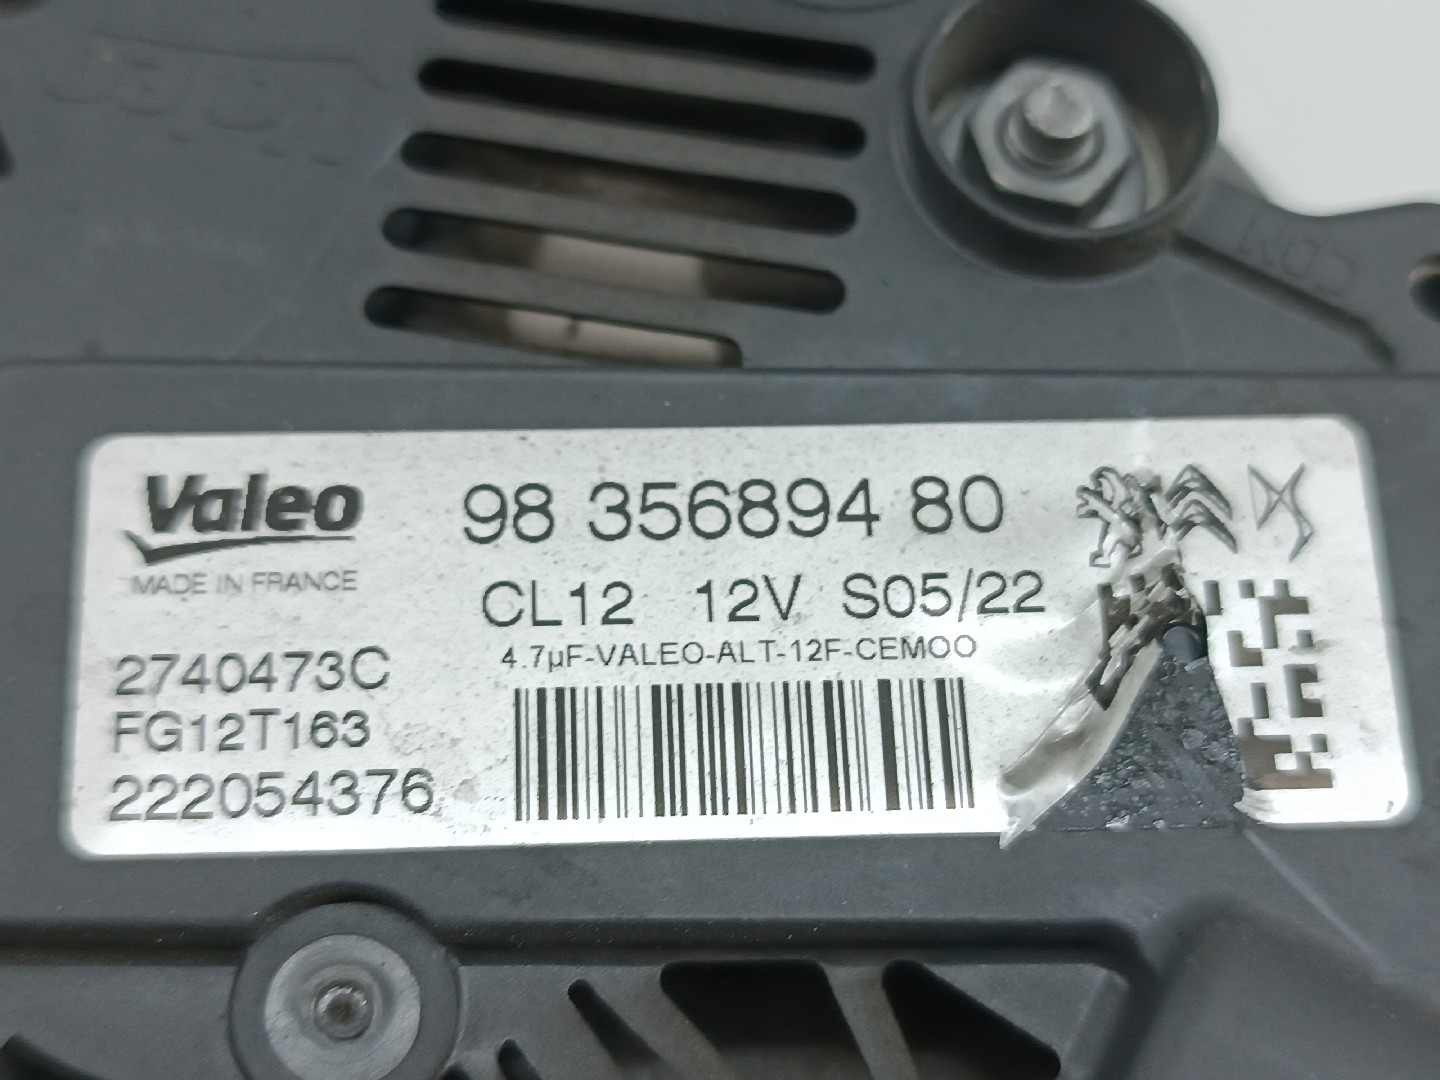 Valeo
MADE IN FRANCE
98 356894 80
CL12 12V S05/22
4.7µF-VALEO-ALT-12F-CEMOO
2740473C
FG12T163
222054376